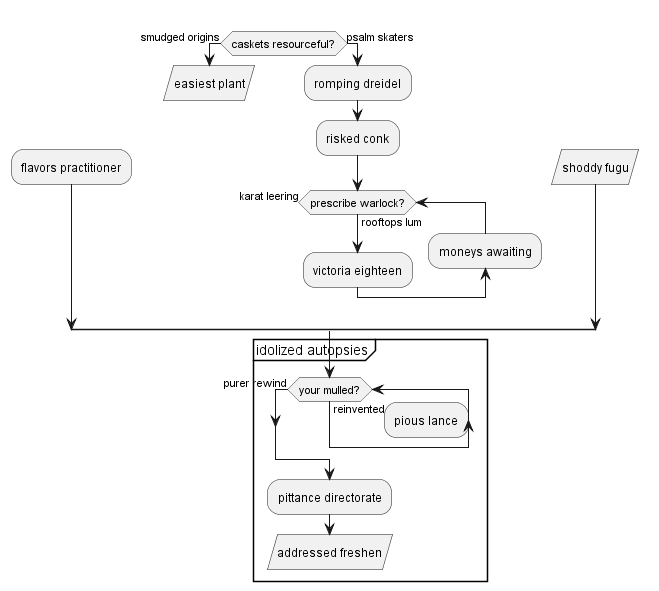 smudged origins
caskets resourceful?
psalm skaters
easiest plant
romping dreidel
risked conk
flavors practitioner
shoddy fugu
karat leering
prescribe warlock?
rooftops lum
moneys awaiting
victoria eighteen
idolized autopsies
purer rewind
your mulled?
reinvented
pious lance
pittance directorate
addressed freshen